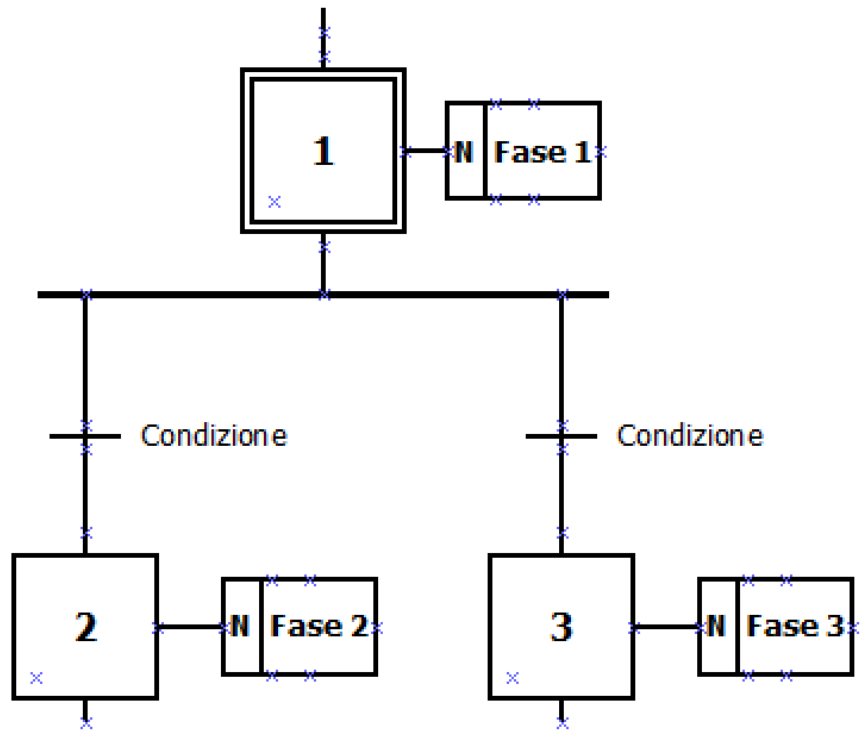 1
N Fase 1
Condizione
Condizione
2
N Fase 2
3
N Fase 3